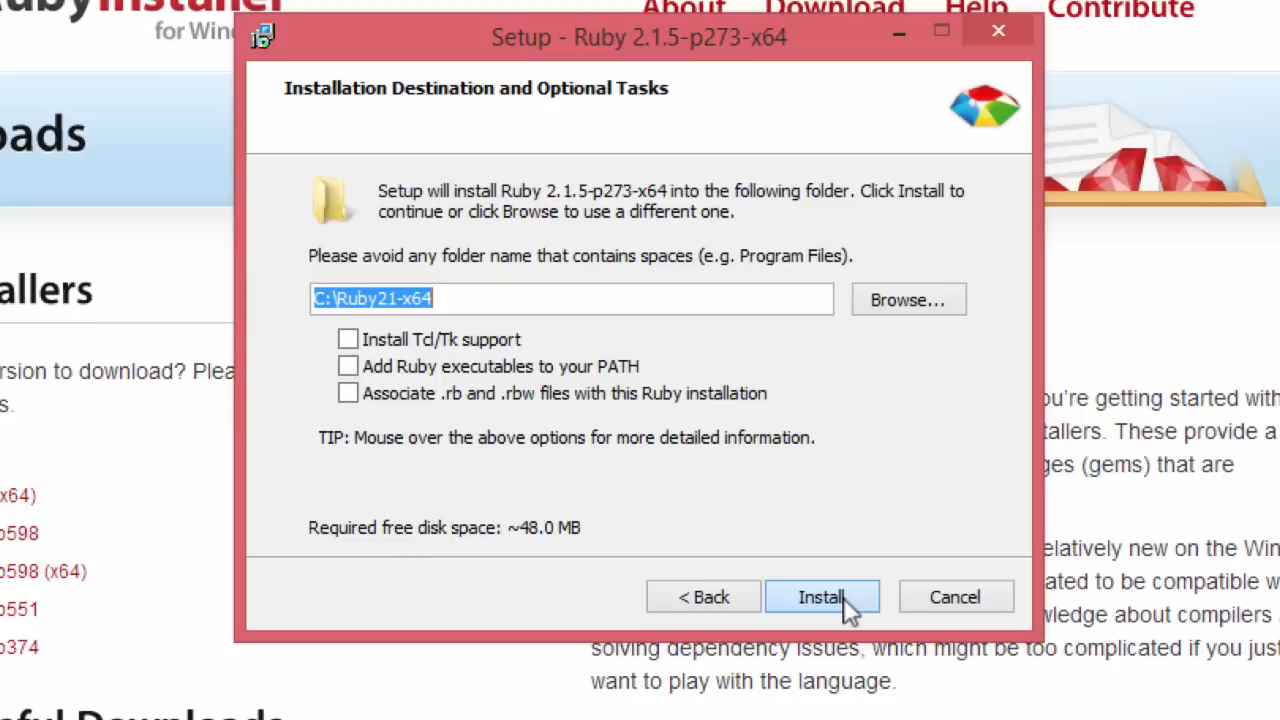 RubyInstaller
for Win
About Download Help Contribute
Setup - Ruby 2.1.5-p273-x64
Installation Destination and Optional Tasks
oads
Setup will install Ruby 2.1.5-p273-x64 into the following folder. Click Install to
continue or click Browse to use a different one.
Please avoid any folder name that contains spaces (e.g. Program Files).
C:\Ruby21-x64
Browse...
Install Tcl/Tk support
Add Ruby executables to your PATH
Associate .rb and .rbw files with this Ruby installation
TIP: Mouse over the above options for more detailed information.
Required free disk space: ~48.0 MB
< Back Install Cancel
allers
rsion to download? Plea
s.
x64)
p598
p598 (x64)
p551
p374
ou're getting started with
tallers. These provide a
ges (gems) that are
elatively new on the Win
ated to be compatible w
wledge about compilers
solving dependency issues, which might be too complicated if you just
want to play with the language.
eful Downloads